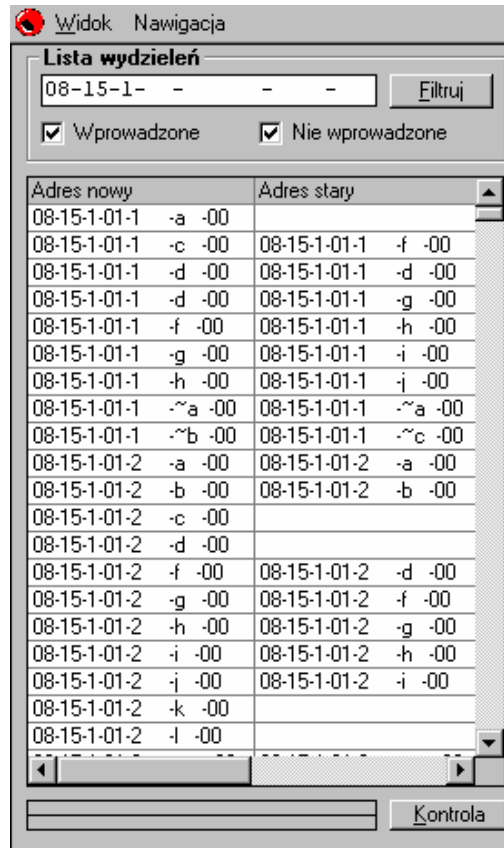 Widok Nawigacja
Lista wydzieleń
08-15-1- - - -
Filtruj
Wprowadzone Nie wprowadzone
Adres nowy Adres stary
08-15-1-01-1 -a -00
08-15-1-01-1 -c -00 08-15-1-01-1 -f -00
08-15-1-01-1 -d -00 08-15-1-01-1 -d -00
08-15-1-01-1 -d -00 08-15-1-01-1 -g -00
08-15-1-01-1 -f -00 08-15-1-01-1 -h -00
08-15-1-01-1 -g -00 08-15-1-01-1 -i -00
08-15-1-01-1 -h -00 08-15-1-01-1 -j -00
08-15-1-01-1 -~a -00 08-15-1-01-1 -~a -00
08-15-1-01-1 -~b -00 08-15-1-01-1 -~c -00
08-15-1-01-2 -a -00 08-15-1-01-2 -a -00
08-15-1-01-2 -b -00 08-15-1-01-2 -b -00
08-15-1-01-2 -c -00
08-15-1-01-2 -d -00
08-15-1-01-2 -f -00 08-15-1-01-2 -d -00
08-15-1-01-2 -g -00 08-15-1-01-2 -f -00
08-15-1-01-2 -h -00 08-15-1-01-2 -g -00
08-15-1-01-2 -i -00 08-15-1-01-2 -h -00
08-15-1-01-2 -j -00 08-15-1-01-2 -i -00
08-15-1-01-2 -k -00
08-15-1-01-2 -l -00
Kontrola